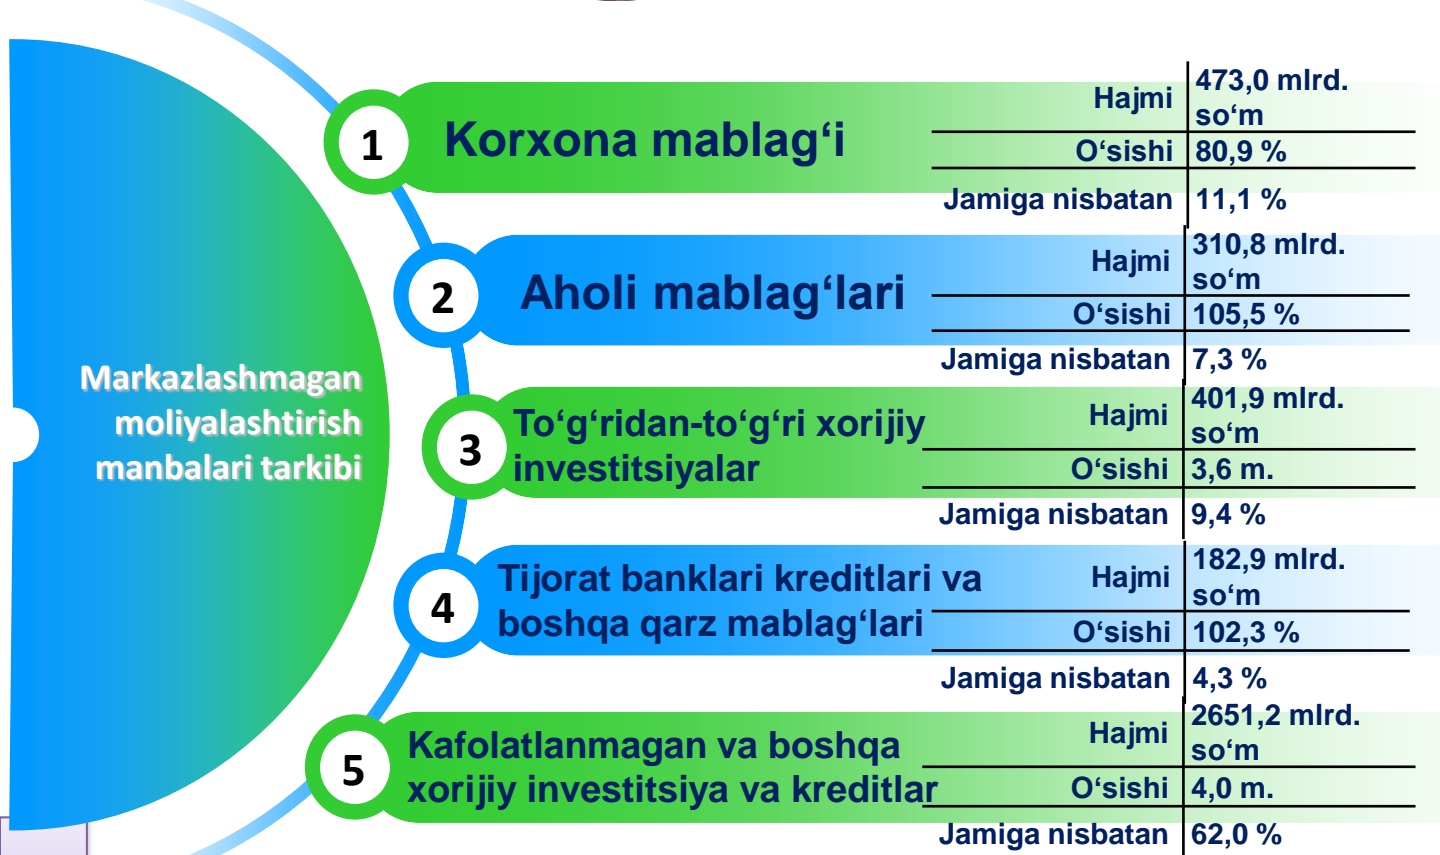 Markazlashmagan
moliyalashtirish
manbalari tarkibi
1
Korxona mablag‘i
Hajmi
473,0 mlrd.
so‘m
O‘sishi
80,9 %
Jamiga nisbatan
11,1 %
2
Aholi mablag‘lari
Hajmi
310,8 mlrd.
so‘m
O‘sishi
105,5 %
Jamiga nisbatan
7,3 %
3
To‘g‘ridan-to‘g‘ri xorijiy
investitsiyalar
Hajmi
401,9 mlrd.
so‘m
O‘sishi
3,6 m.
Jamiga nisbatan
9,4 %
4
Tijorat banklari kreditlari va
boshqa qarz mablag‘lari
Hajmi
182,9 mlrd.
so‘m
O‘sishi
102,3 %
Jamiga nisbatan
4,3 %
5
Kafolatlanmagan va boshqa
xorijiy investitsiya va kreditlar
Hajmi
2651,2 mlrd.
so‘m
O‘sishi
4,0 m.
Jamiga nisbatan
62,0 %